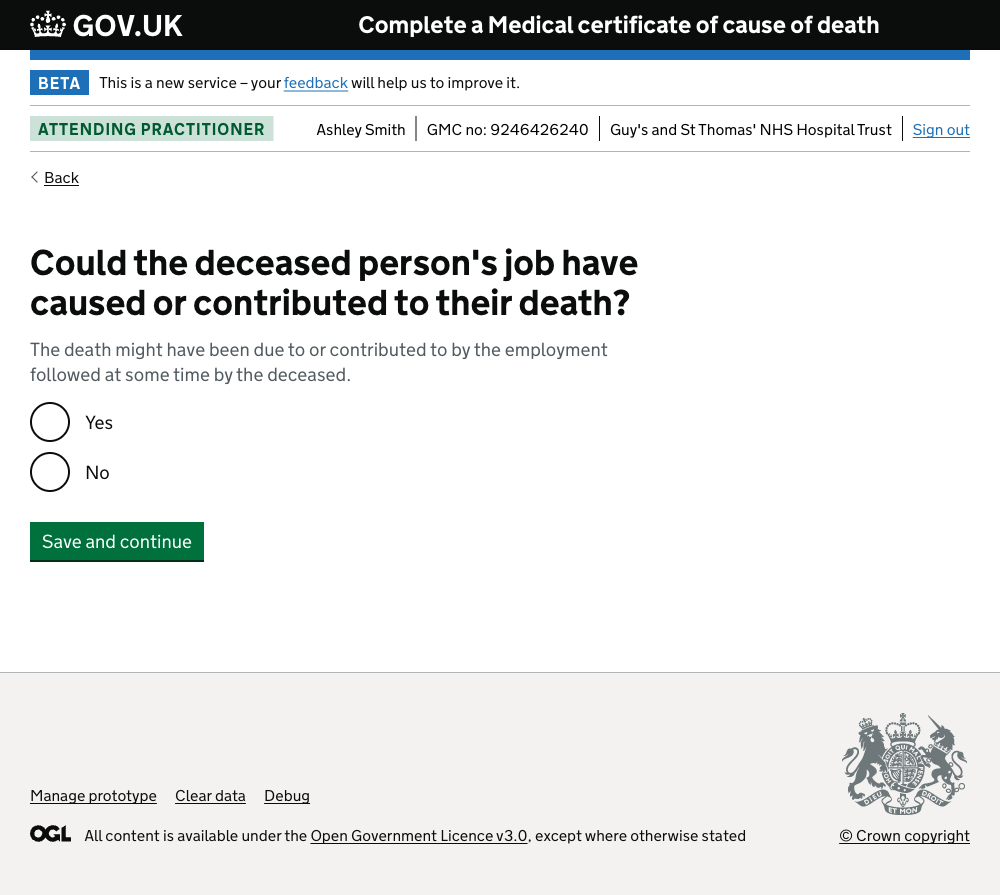 GOV.UK
Complete a Medical certificate of cause of death
BETA This is a new service – your feedback will help us to improve it.
ATTENDING PRACTITIONER Ashley Smith GMC no: 9246426240 Guy's and St Thomas' NHS Hospital Trust Sign out
Back
Could the deceased person's job have
caused or contributed to their death?
The death might have been due to or contributed to by the employment
followed at some time by the deceased.
Yes
No
Save and continue
Manage prototype Clear data Debug
OGL All content is available under the Open Government Licence v3.0, except where otherwise stated
DIEU ET MON DROIT
© Crown copyright